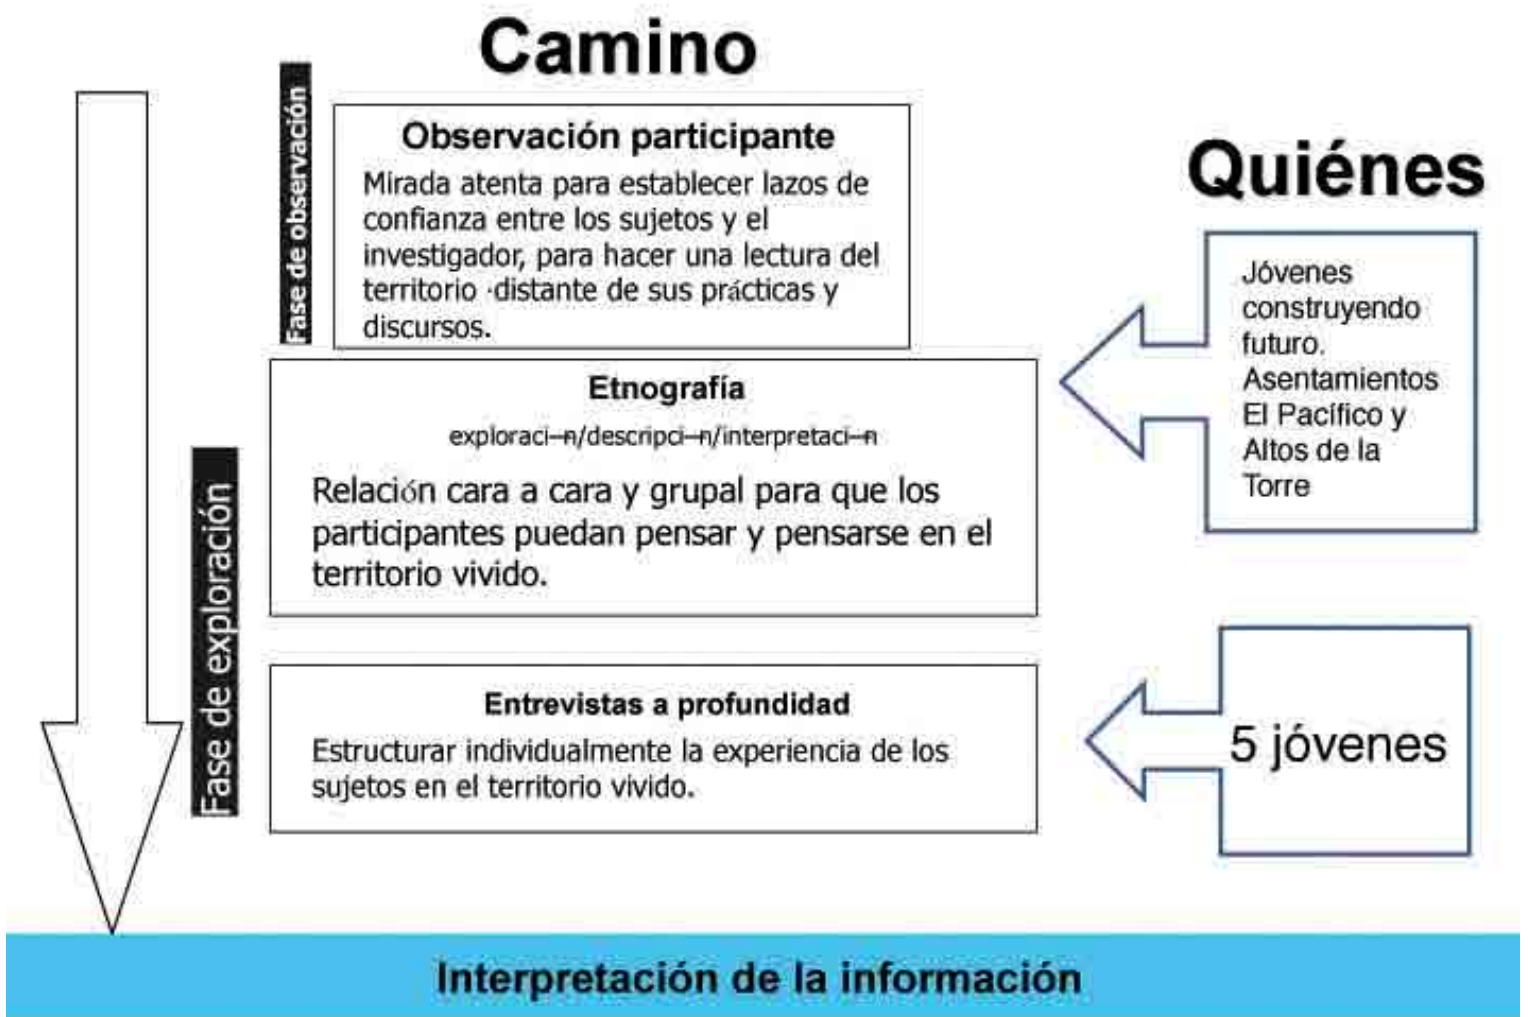 Camino
Fase de observación
Observación participante
Mirada atenta para establecer lazos de
confianza entre los sujetos y el
investigador, para hacer una lectura del
territorio ·distante de sus prácticas y
discursos.
Fase de exploración
Etnografía
exploraci–n/descripci–n/interpretaci–n
Relación cara a cara y grupal para que los
participantes puedan pensar y pensarse en el
territorio vivido.
Entrevistas a profundidad
Estructurar individualmente la experiencia de los
sujetos en el territorio vivido.
Quiénes
Jóvenes
construyendo
futuro.
Asentamientos
El Pacífico y
Altos de la
Torre
5 jóvenes
Interpretación de la información